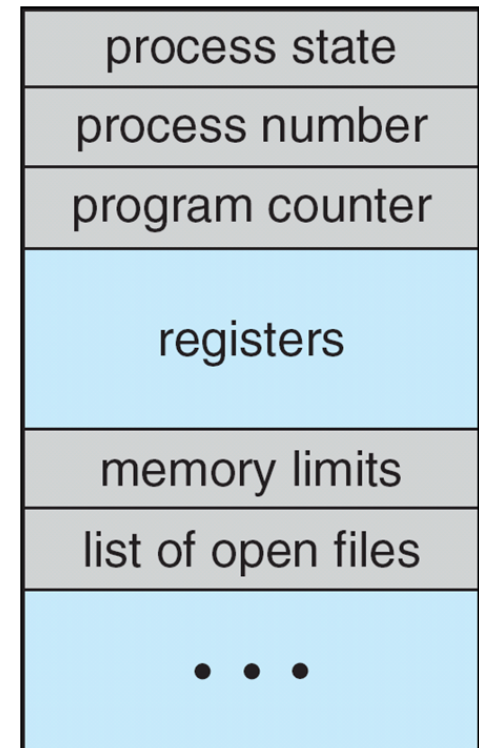 process state
process number
program counter
registers
memory limits
list of open files
• • •